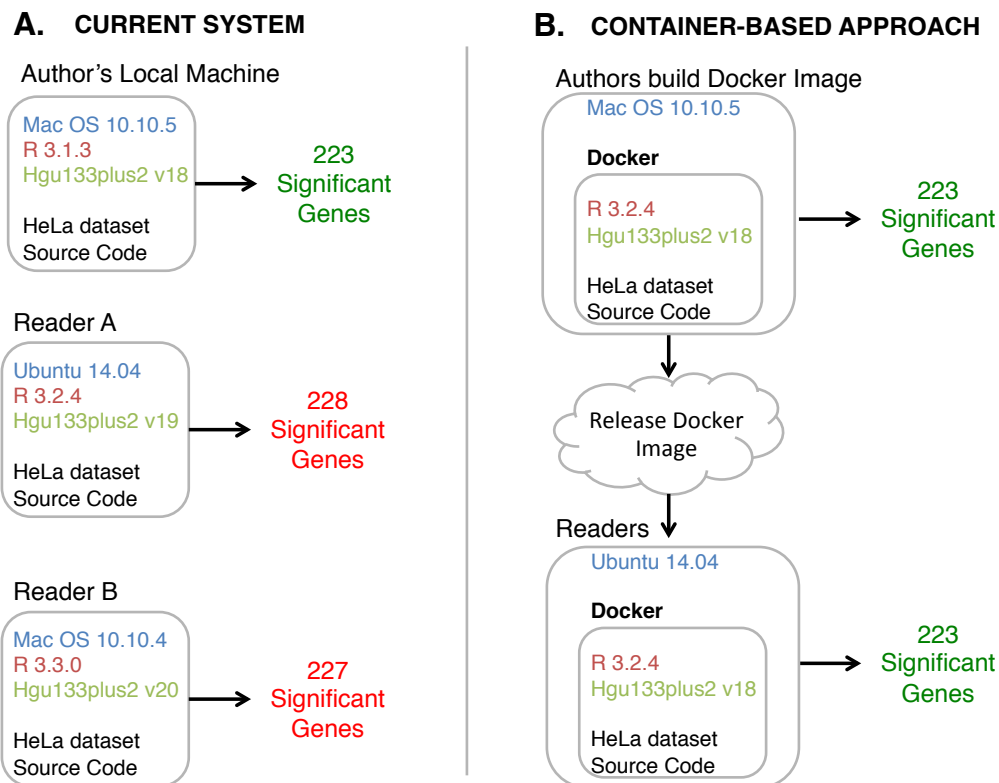 A. CURRENT SYSTEM
Author's Local Machine
Mac OS 10.10.5
R 3.1.3
Hgu133plus2 v18
HeLa dataset
Source Code
223
Significant
Genes
Reader A
Ubuntu 14.04
R 3.2.4
Hgu133plus2 v19
HeLa dataset
Source Code
228
Significant
Genes
Reader B
Mac OS 10.10.4
R 3.3.0
Hgu133plus2 v20
HeLa dataset
Source Code
227
Significant
Genes
B. CONTAINER-BASED APPROACH
Authors build Docker Image
Mac OS 10.10.5
Docker
R 3.2.4
Hgu133plus2 v18
HeLa dataset
Source Code
223
Significant
Genes
Release Docker
Image
Readers
Ubuntu 14.04
Docker
R 3.2.4
Hgu133plus2 v18
HeLa dataset
Source Code
223
Significant
Genes